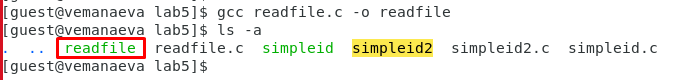 [guest@vemanaeva lab5]$ gcc readfile.c -o readfile
[guest@vemanaeva lab5]$ ls -a
. .. readfile readfile.c simpleid simpleid2 simpleid2.c simpleid.c
[guest@vemanaeva lab5]$